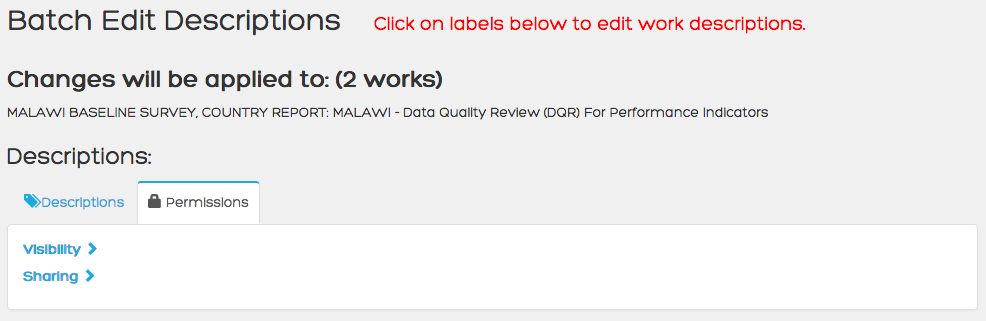 Batch Edit Descriptions Click on labels below to edit work descriptions.
Changes will be applied to: (2 works)
MALAWI BASELINE SURVEY, COUNTRY REPORT: MALAWI - Data Quality Review (DQR) For Performance Indicators
Descriptions:
Descriptions Permissions
Visibility
Sharing